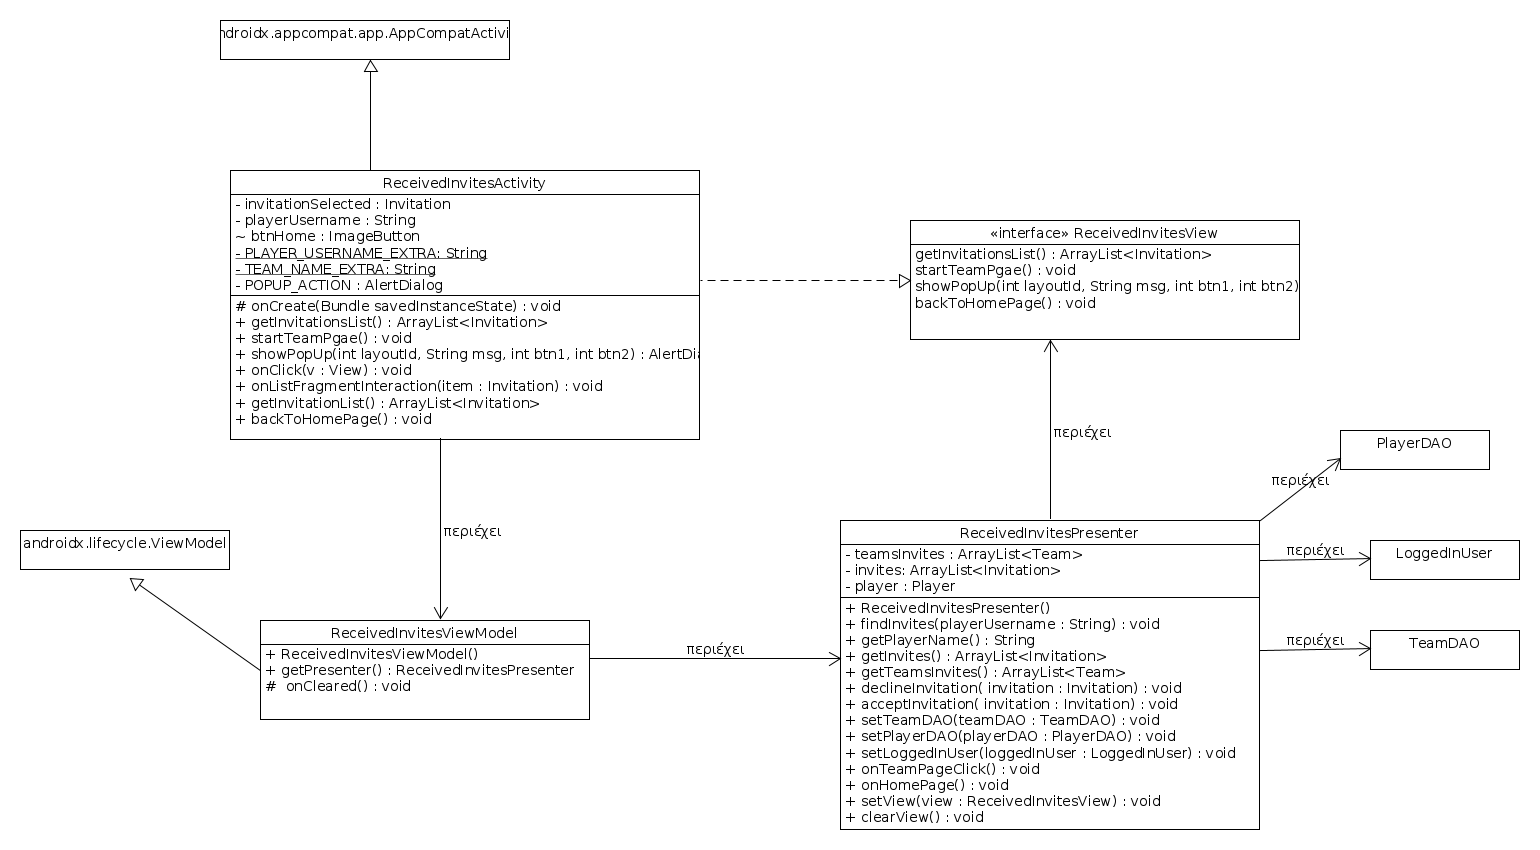 ndroidx.appcompat.app.AppCompatActivi
ReceivedInvitesActivity
- invitationSelected : Invitation
- playerUsername : String
~ btnHome : ImageButton
- PLAYER_USERNAME_EXTRA: String
- TEAM_NAME_EXTRA: String
- POPUP_ACTION : AlertDialog
# onCreate(Bundle savedInstanceState) : void
+ getInvitationsList() : ArrayList<Invitation>
+ startTeamPgae() : void
+ showPopUp(int layoutId, String msg, int btn1, int btn2) : AlertDi
+ onClick(v : View) : void
+ onListFragmentInteraction(item : Invitation) : void
+ getInvitationList() : ArrayList<Invitation>
+ backToHomePage() : void
«interface» ReceivedInvitesView
getInvitationsList() : ArrayList<Invitation>
startTeamPgae() : void
showPopUp(int layoutId, String msg, int btn1, int btn2)
backToHomePage() : void
περιέχει
περιέχει
androidx.lifecycle.ViewModel
ReceivedInvitesViewModel
+ ReceivedInvitesViewModel()
+ getPresenter() : ReceivedInvitesPresenter
# onCleared() : void
περιέχει
ReceivedInvitesPresenter
- teamsInvites : ArrayList<Team>
- invites: ArrayList<Invitation>
- player : Player
+ ReceivedInvitesPresenter()
+ findInvites(playerUsername : String) : void
+ getPlayerName() : String
+ getInvites() : ArrayList<Invitation>
+ getTeamsInvites() : ArrayList<Team>
+ declineInvitation( invitation : Invitation) : void
+ acceptInvitation( invitation : Invitation) : void
+ setTeamDAO(teamDAO : TeamDAO) : void
+ setPlayerDAO(playerDAO : PlayerDAO) : void
+ setLoggedInUser(loggedInUser : LoggedInUser) : void
+ onTeamPageClick() : void
+ onHomePage() : void
+ setView(view : ReceivedInvitesView) : void
+ clearView() : void
περιέχει
PlayerDAO
περιέχει
LoggedInUser
περιέχει
TeamDAO